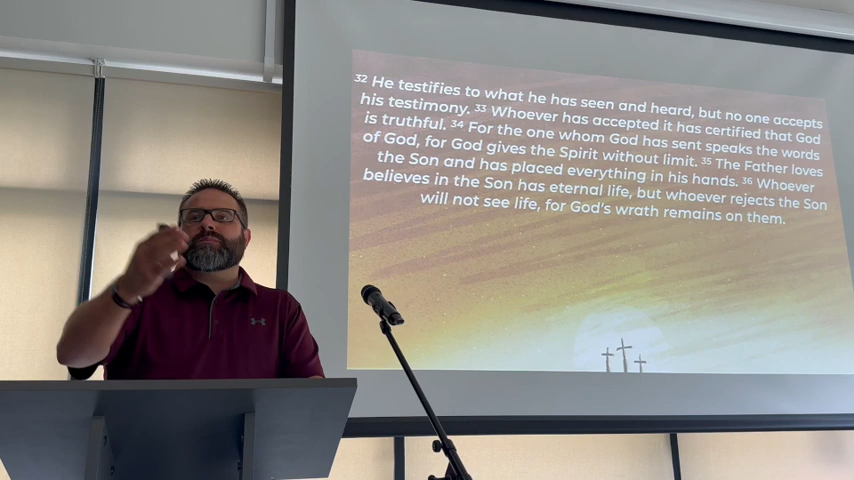 32 He testifies to what he has seen and heard, but no one accepts
his testimony. 33 Whoever has accepted it has certified that God
is truthful. 34 For the one whom God has sent speaks the words
of God, for God gives the Spirit without limit. 35 The Father loves
the Son and has placed everything in his hands. 36 Whoever
believes in the Son has eternal life, but whoever rejects the Son
will not see life, for God's wrath remains on them.